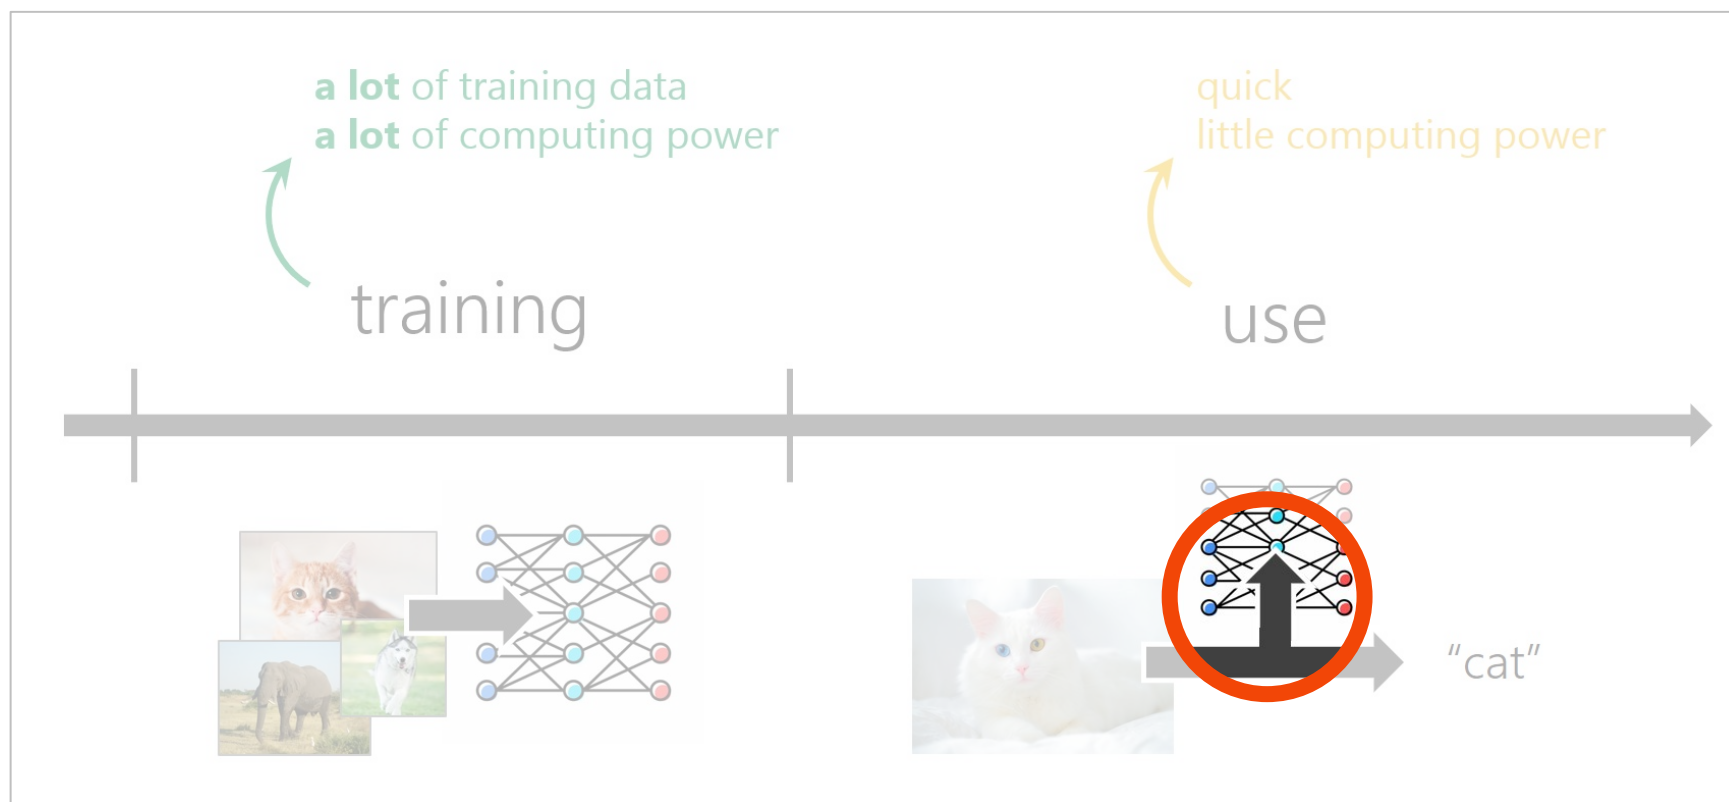 a lot of training data
a lot of computing power
quick
little computing power
training
use
“cat”